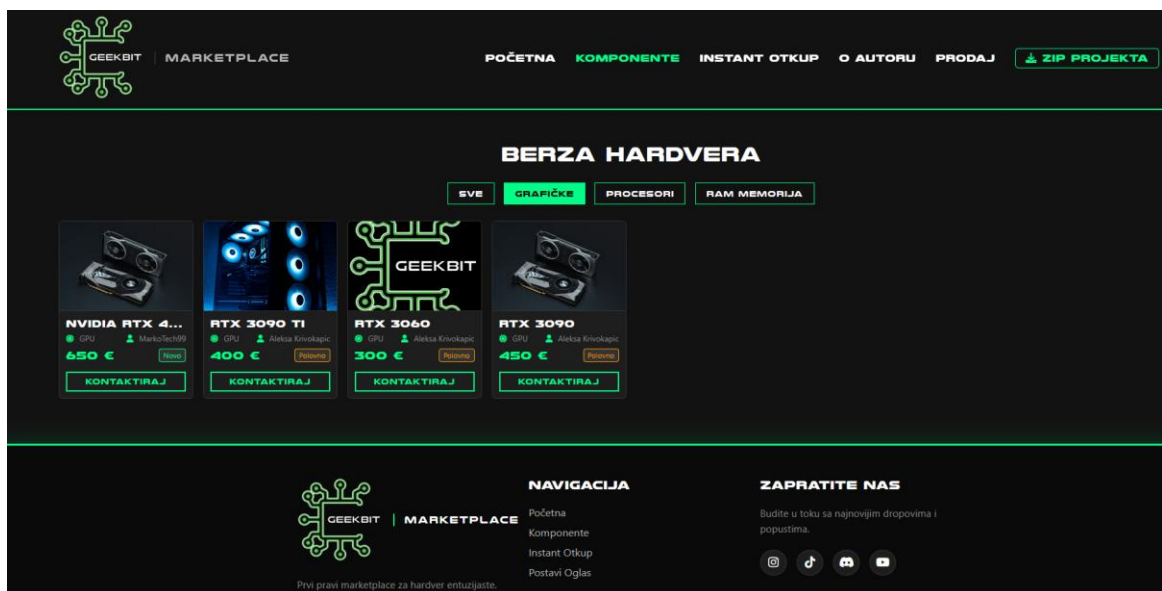 GEEKBIT | MARKETPLACE
POČETNA KOMPONENTE INSTANT OTKUP O AUTORU PRODAJ ZIP PROJEKTA
BERZA HARDVERA
SVE GRAFIČKE PROCESORI RAM MEMORIJA
GEEKBIT
NVIDIA RTX 4...
GPU MarkoTech99
650 € Novo
KONTAKTIRAJ
RTX 3090 TI
GPU Aleksa Krivokapic
400 € Polovno
KONTAKTIRAJ
RTX 3060
GPU Aleksa Krivokapic
300 € Polovno
KONTAKTIRAJ
RTX 3090
GPU Aleksa Krivokapic
450 € Polovno
KONTAKTIRAJ
GEEKBIT | MARKETPLACE
Prvi pravi marketplace za hardver entuzijaste.
NAVIGACIJA
Početna
Komponente
Instant Otkup
Postavi Oglas
ZAPRATITE NAS
Budite u toku sa najnovijim dropovima i
popustima.